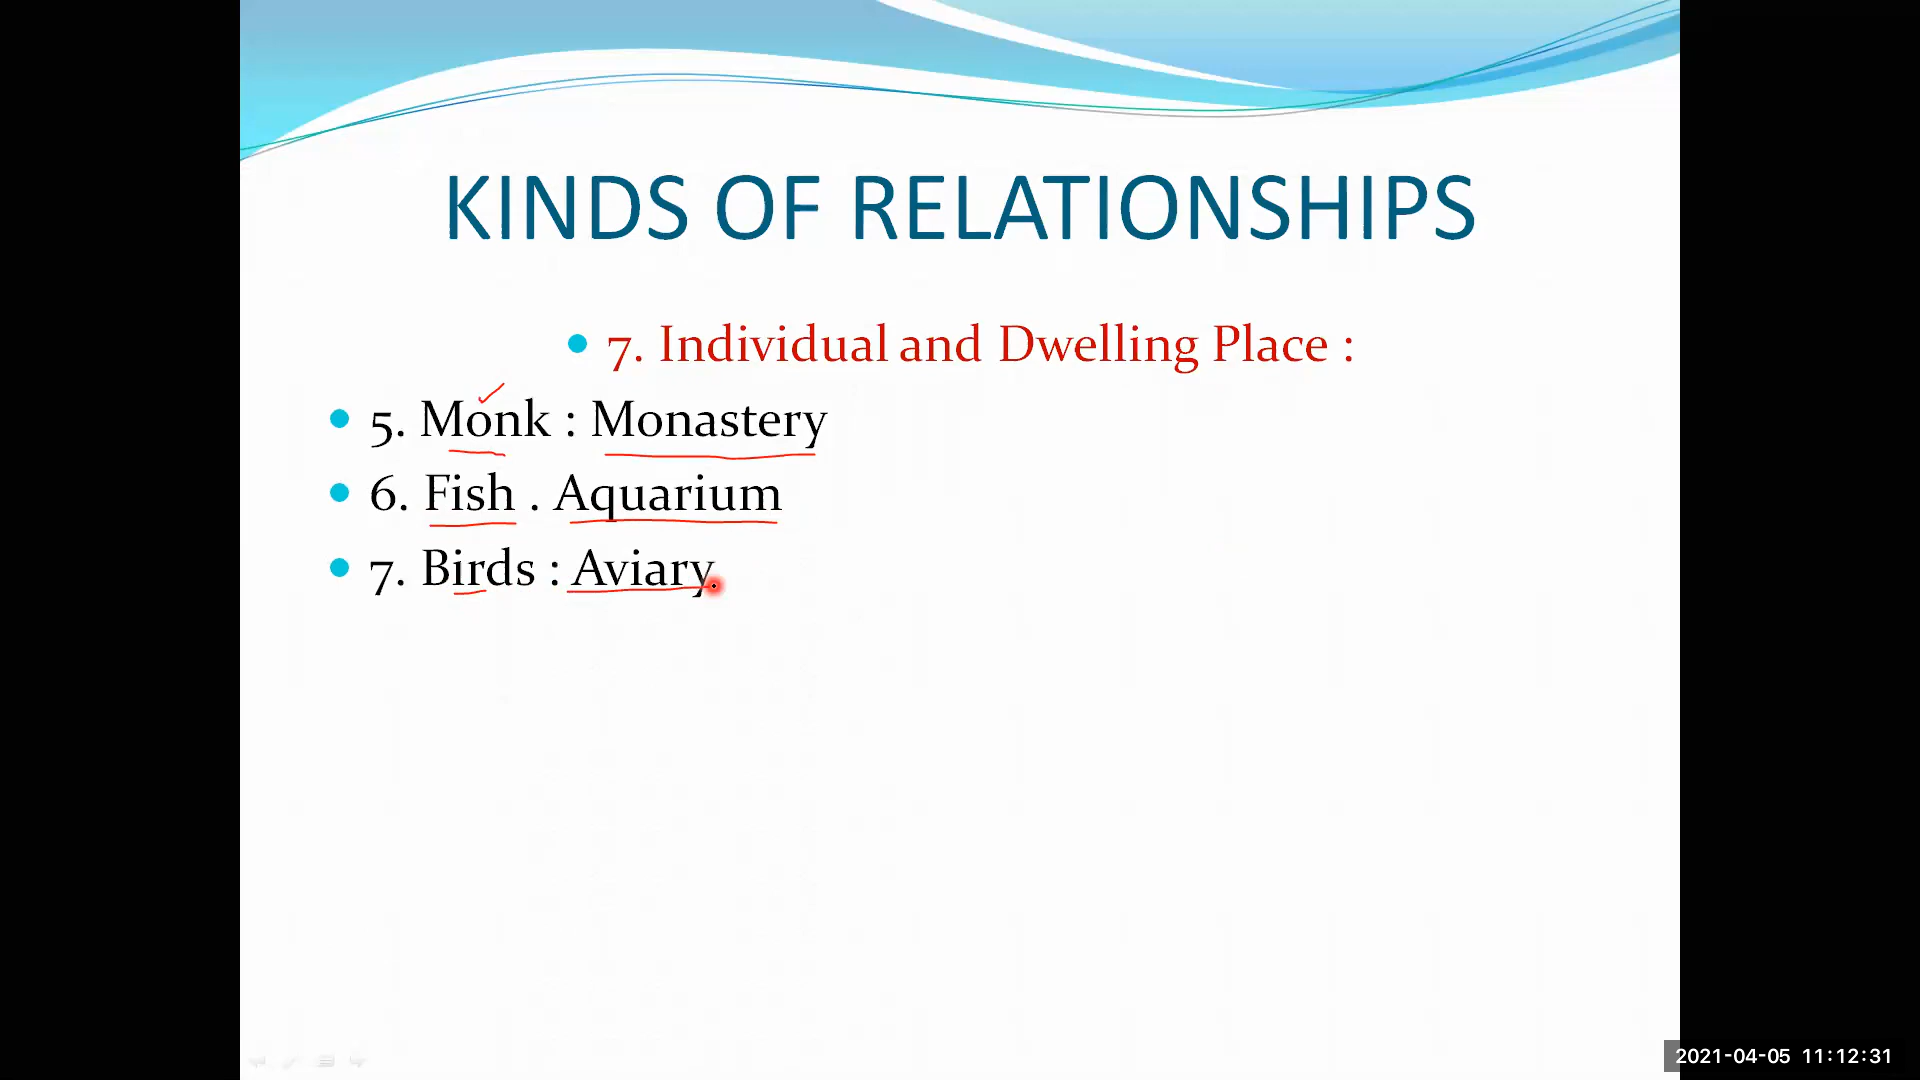 KINDS OF RELATIONSHIPS
7. Individual and Dwelling Place :
5. Monk : Monastery
6. Fish . Aquarium
7. Birds : Aviary
2021-04-05 11:12:31